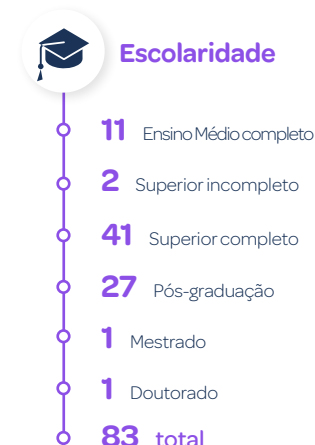 Escolaridade
11 Ensino Médio completo
2 Superior incompleto
41 Superior completo
27 Pós-graduação
1 Mestrado
1 Doutorado
83 total